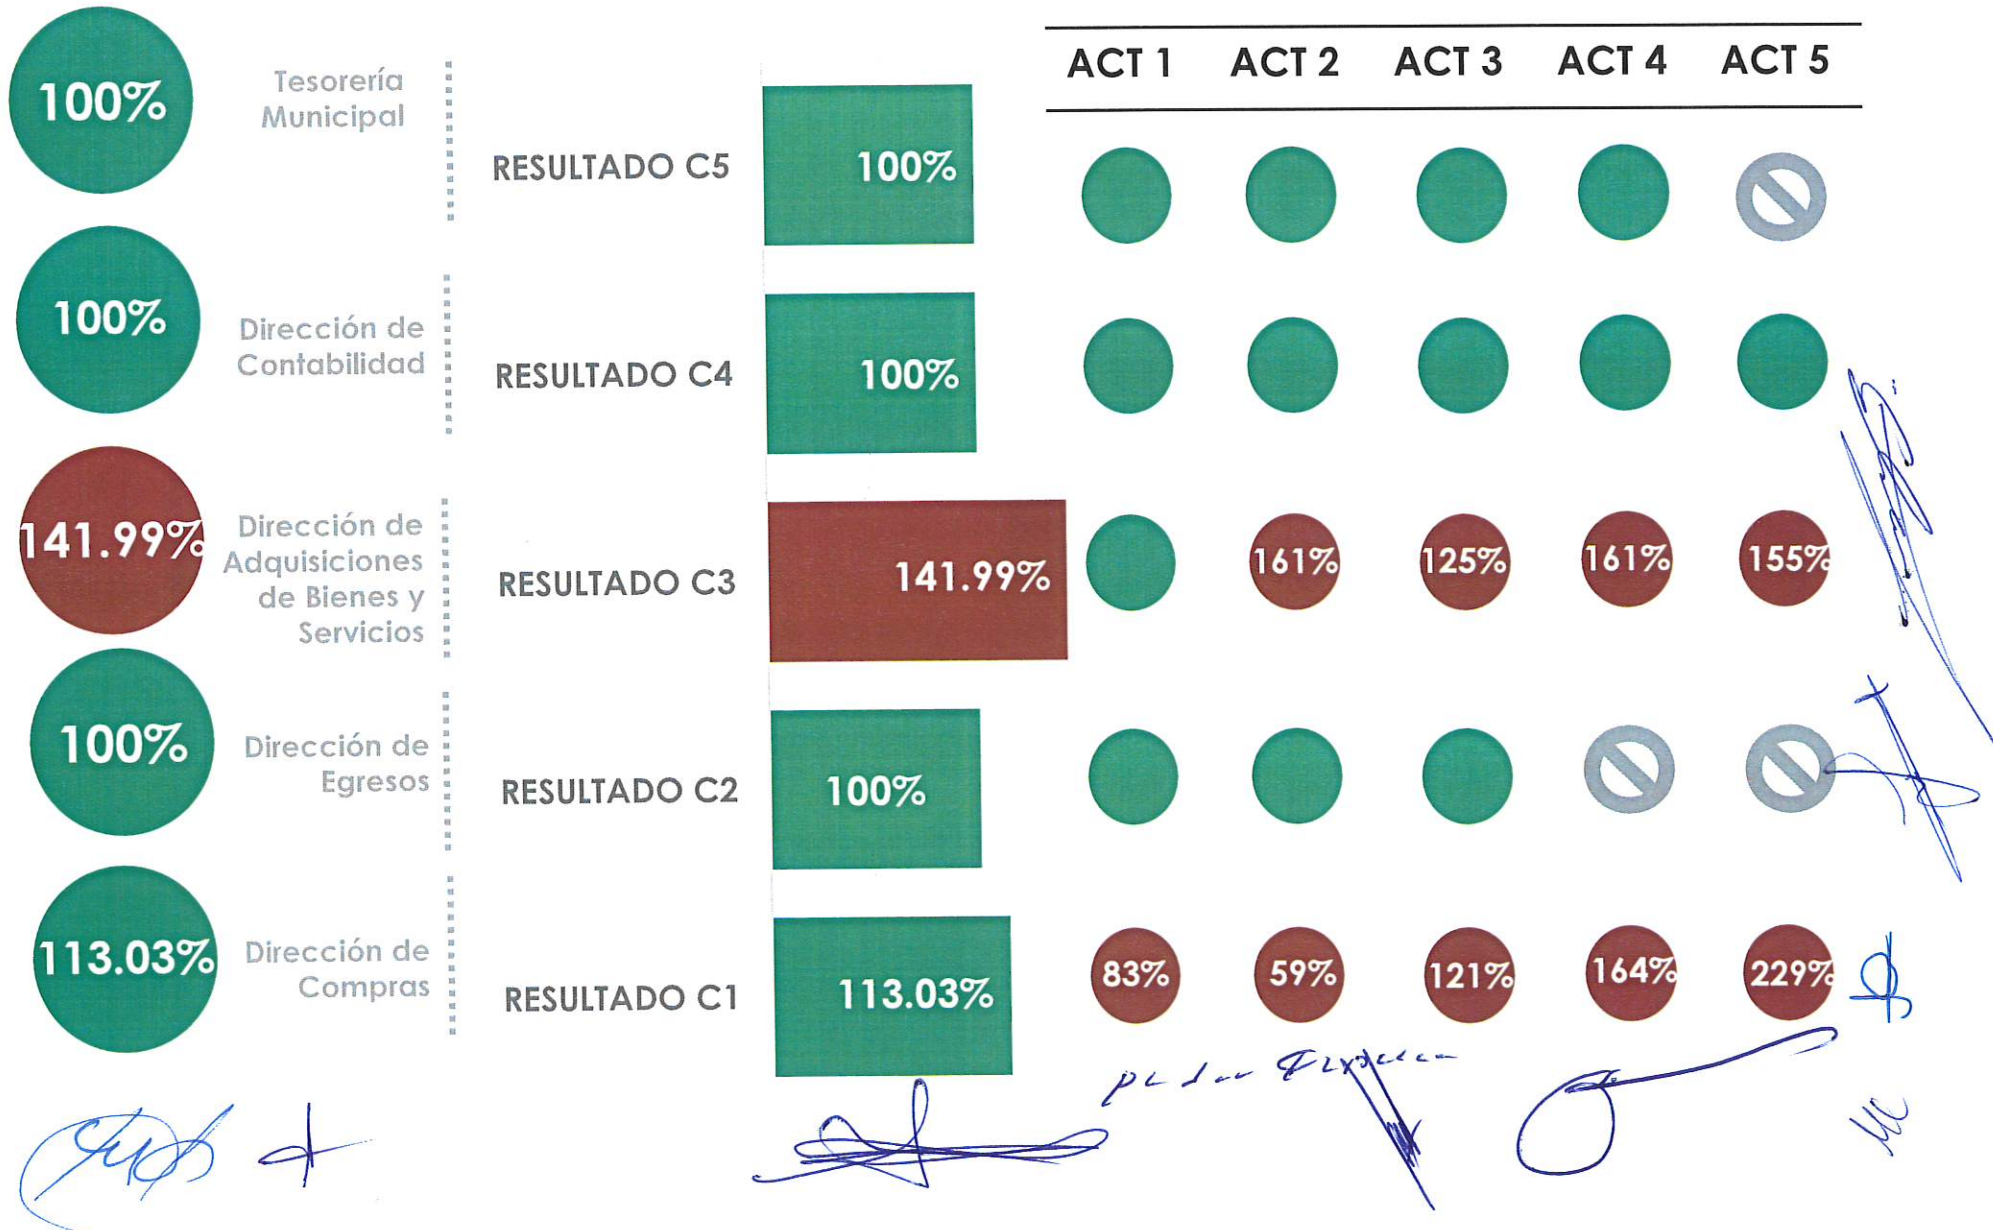 ACT 1 ACT 2 ACT 3 ACT 4 ACT 5
100%
Tesorería
Municipal
RESULTADO C5
100%
100%
Dirección de
Contabilidad
RESULTADO C4
100%
141.99%
Dirección de
Adquisiciones
de Bienes y
Servicios
RESULTADO C3
141.99%
161% 125% 161% 155%
100%
Dirección de
Egresos
RESULTADO C2
100%
113.03%
Dirección de
Compras
RESULTADO C1
113.03%
83% 59% 121% 164% 229%